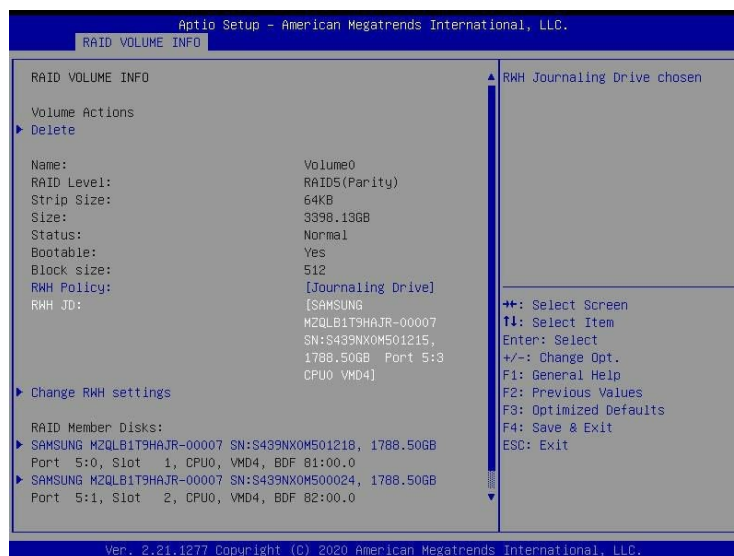 Aptio Setup – American Megatrends International, LLC.
RAID VOLUME INFO
RAID VOLUME INFO
Volume Actions
Delete
Name: Volume0
RAID Level: RAID5(Parity)
Strip Size: 64KB
Size: 3398.13GB
Status: Normal
Bootable: Yes
Block size: 512
RWH Policy: [Journaling Drive]
RWH JD: [SAMSUNG
MZQLB1T9HAJR-00007
SN:S439NX0M501215,
1788.50GB Port 5:3
CPU0 VMD4]
Change RWH settings
RAID Member Disks:
SAMSUNG MZQLB1T9HAJR-00007 SN:S439NX0M501218, 1788.50GB
Port 5:0, Slot 1, CPU0, VMD4, BDF 81:00.0
SAMSUNG MZQLB1T9HAJR-00007 SN:S439NX0M500024, 1788.50GB
Port 5:1, Slot 2, CPU0, VMD4, BDF 82:00.0
RWH Journaling Drive chosen
→←: Select Screen
↑↓: Select Item
Enter: Select
+/-: Change Opt.
F1: General Help
F2: Previous Values
F3: Optimized Defaults
F4: Save & Exit
ESC: Exit
Ver. 2.21.1277 Copyright (C) 2020 American Megatrends International, LLC.